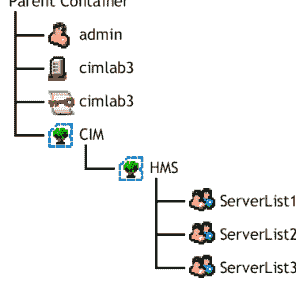 Parent Container
admin
cimlab3
cimlab3
CIM
HMS
ServerList1
ServerList2
ServerList3